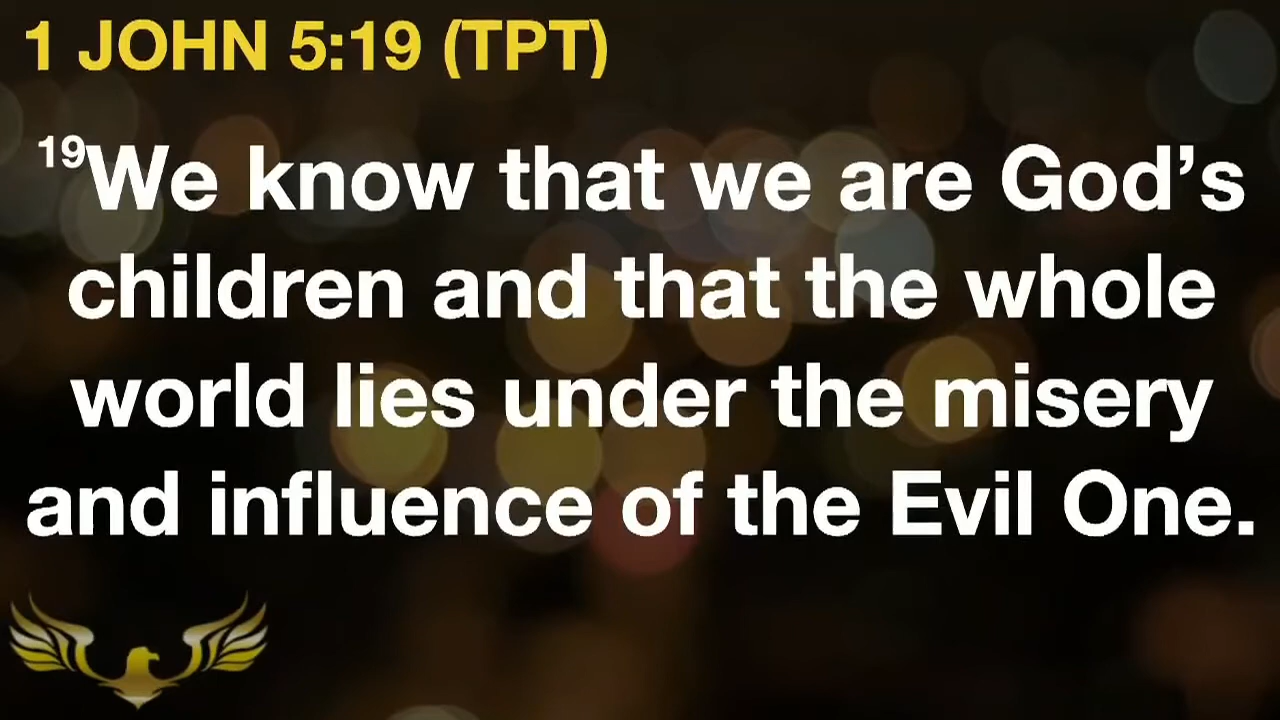 1 JOHN 5:19 (TPT)
19We know that we are God’s
children and that the whole
world lies under the misery
and influence of the Evil One.